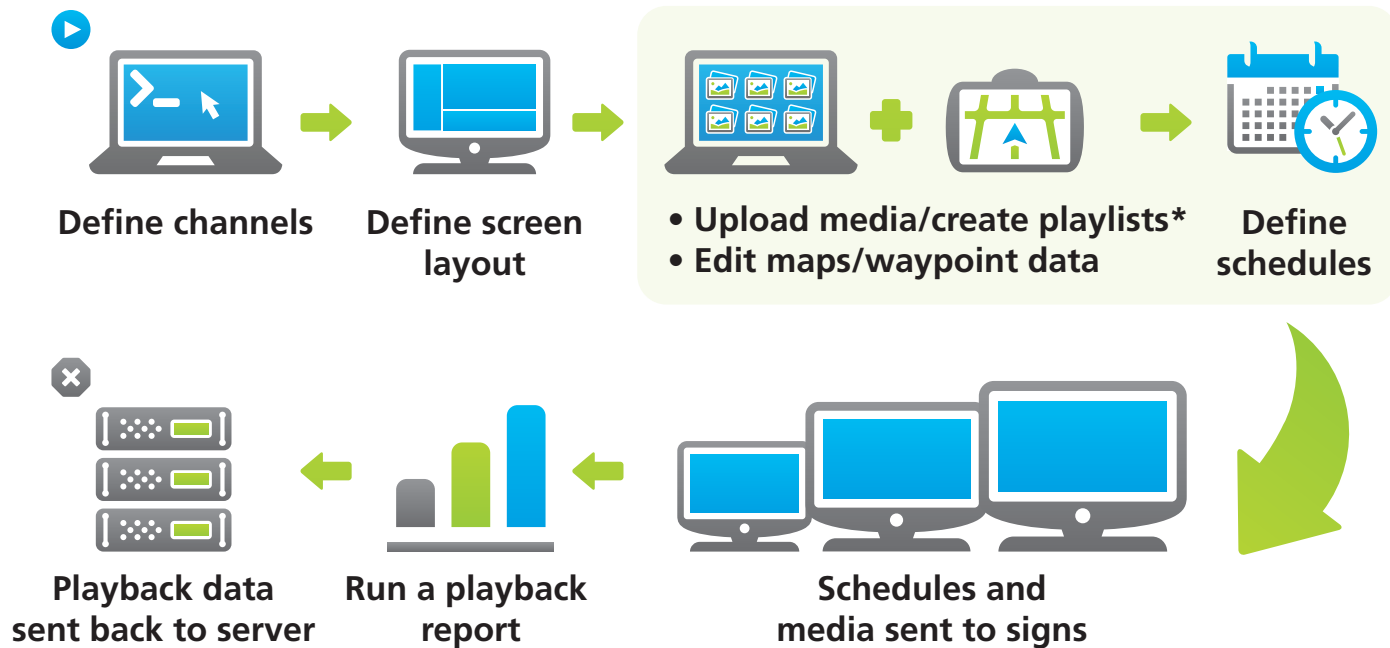 Define channels
Define screen
layout
• Upload media/create playlists*
• Edit maps/waypoint data
Define
schedules
Playback data
sent back to server
Run a playback
report
Schedules and
media sent to signs